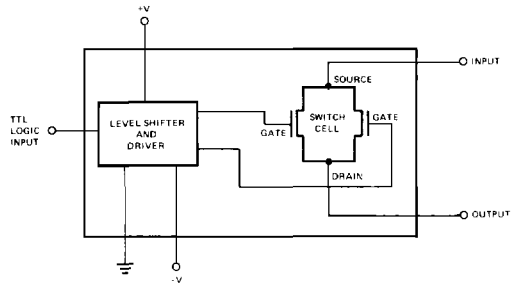 +V
INPUT
SOURCE
TTL
LOGIC
INPUT
LEVEL SHIFTER
AND
DRIVER
GATE
SWITCH
CELL
GATE
DRAIN
OUTPUT
-V